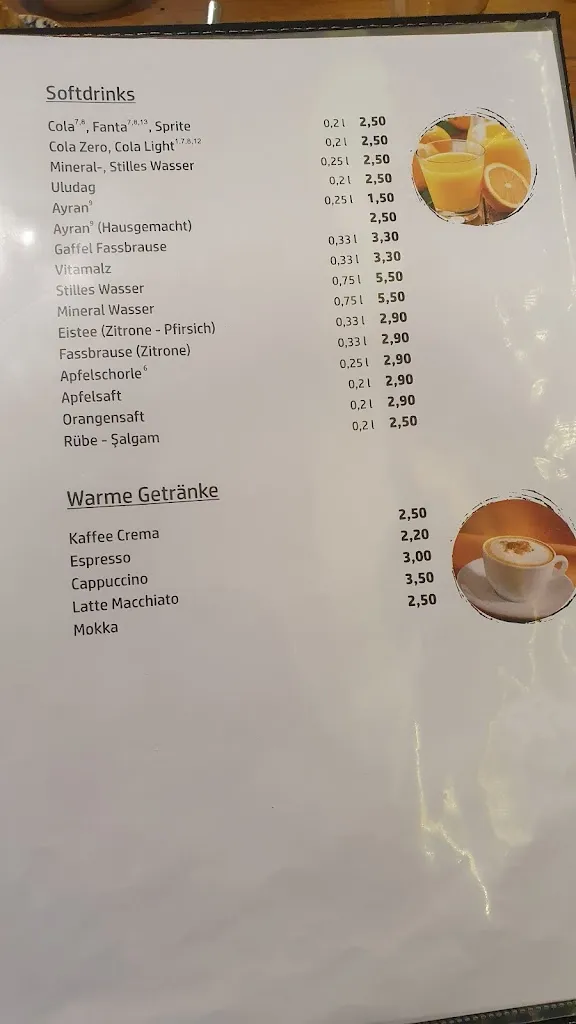 Softdrinks
Cola7,8, Fanta7,8,13, Sprite 0,2 l 2,50
Cola Zero, Cola Light1,7,8,12 0,2 l 2,50
Mineral-, Stilles Wasser 0,25 l 2,50
Uludag 0,2 l 2,50
Ayran9 0,25 l 1,50
Ayran9 (Hausgemacht) 2,50
Gaffel Fassbrause 0,33 l 3,30
Vitamalz 0,33 l 3,30
Stilles Wasser 0,75 l 5,50
Mineral Wasser 0,75 l 5,50
Eistee (Zitrone - Pfirsich) 0,33 l 2,90
Fassbrause (Zitrone) 0,33 l 2,90
Apfelschorle6 0,25 l 2,90
Apfelsaft 0,2 l 2,90
Orangensaft 0,2 l 2,90
Rübe - Şalgam 0,2 l 2,50
Warme Getränke
Kaffee Crema 2,50
Espresso 2,20
Cappuccino 3,00
Latte Macchiato 3,50
Mokka 2,50